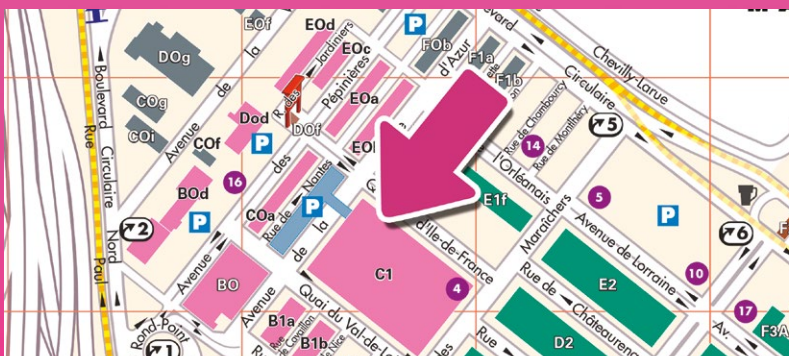 EOf
EOd
DOg
de
la
Jardiniers
EOc
P
FOb
d'Azur
F1a
F1b
Circulaire
Chevilly-Larue
Boulevard
Circulaire
Nord
Rue
Paul
COg
COi
Avenue
Dod
DOf
des
Pépinières
EOa
COf
P
16
BOd
P
2
COa
Rue de Nantes
P
de
la
Rue de Chambourcy
Rue de Montlhéry
14
5
l'Orléanais
E1f
5
P
Maraîchers
Avenue-de-Lorraine
6
d'Ile-de-France
C1
4
E2
10
17
F3A
Av.
BO
Avenue
Avenue
B1a
B1b
Quai du Val-de-Loire
Rue de
Châteaurenard
D2
Rue
des
Rond-Point
1